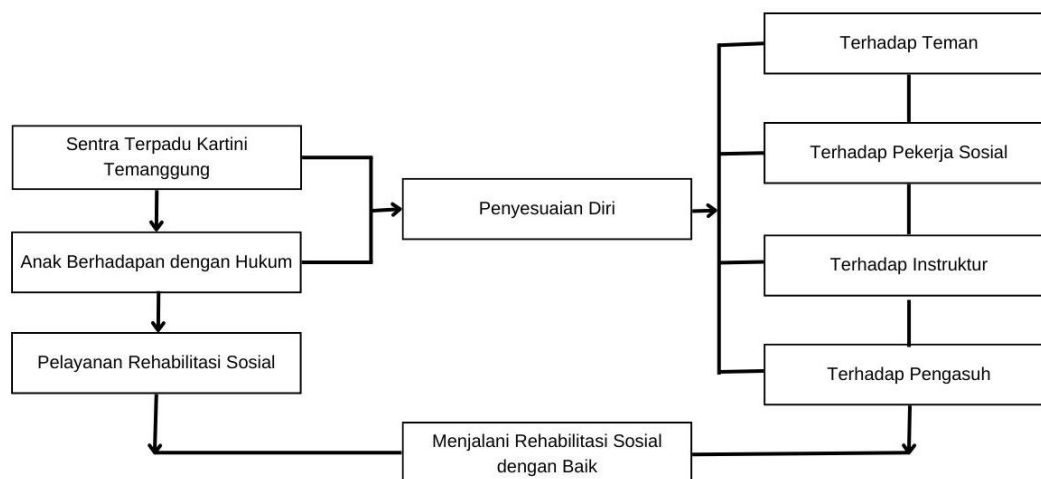 Sentra Terpadu Kartini
Temanggung
Anak Berhadapan dengan Hukum
Pelayanan Rehabilitasi Sosial
Penyesuaian Diri
Menjalani Rehabilitasi Sosial
dengan Baik
Terhadap Teman
Terhadap Pekerja Sosial
Terhadap Instruktur
Terhadap Pengasuh